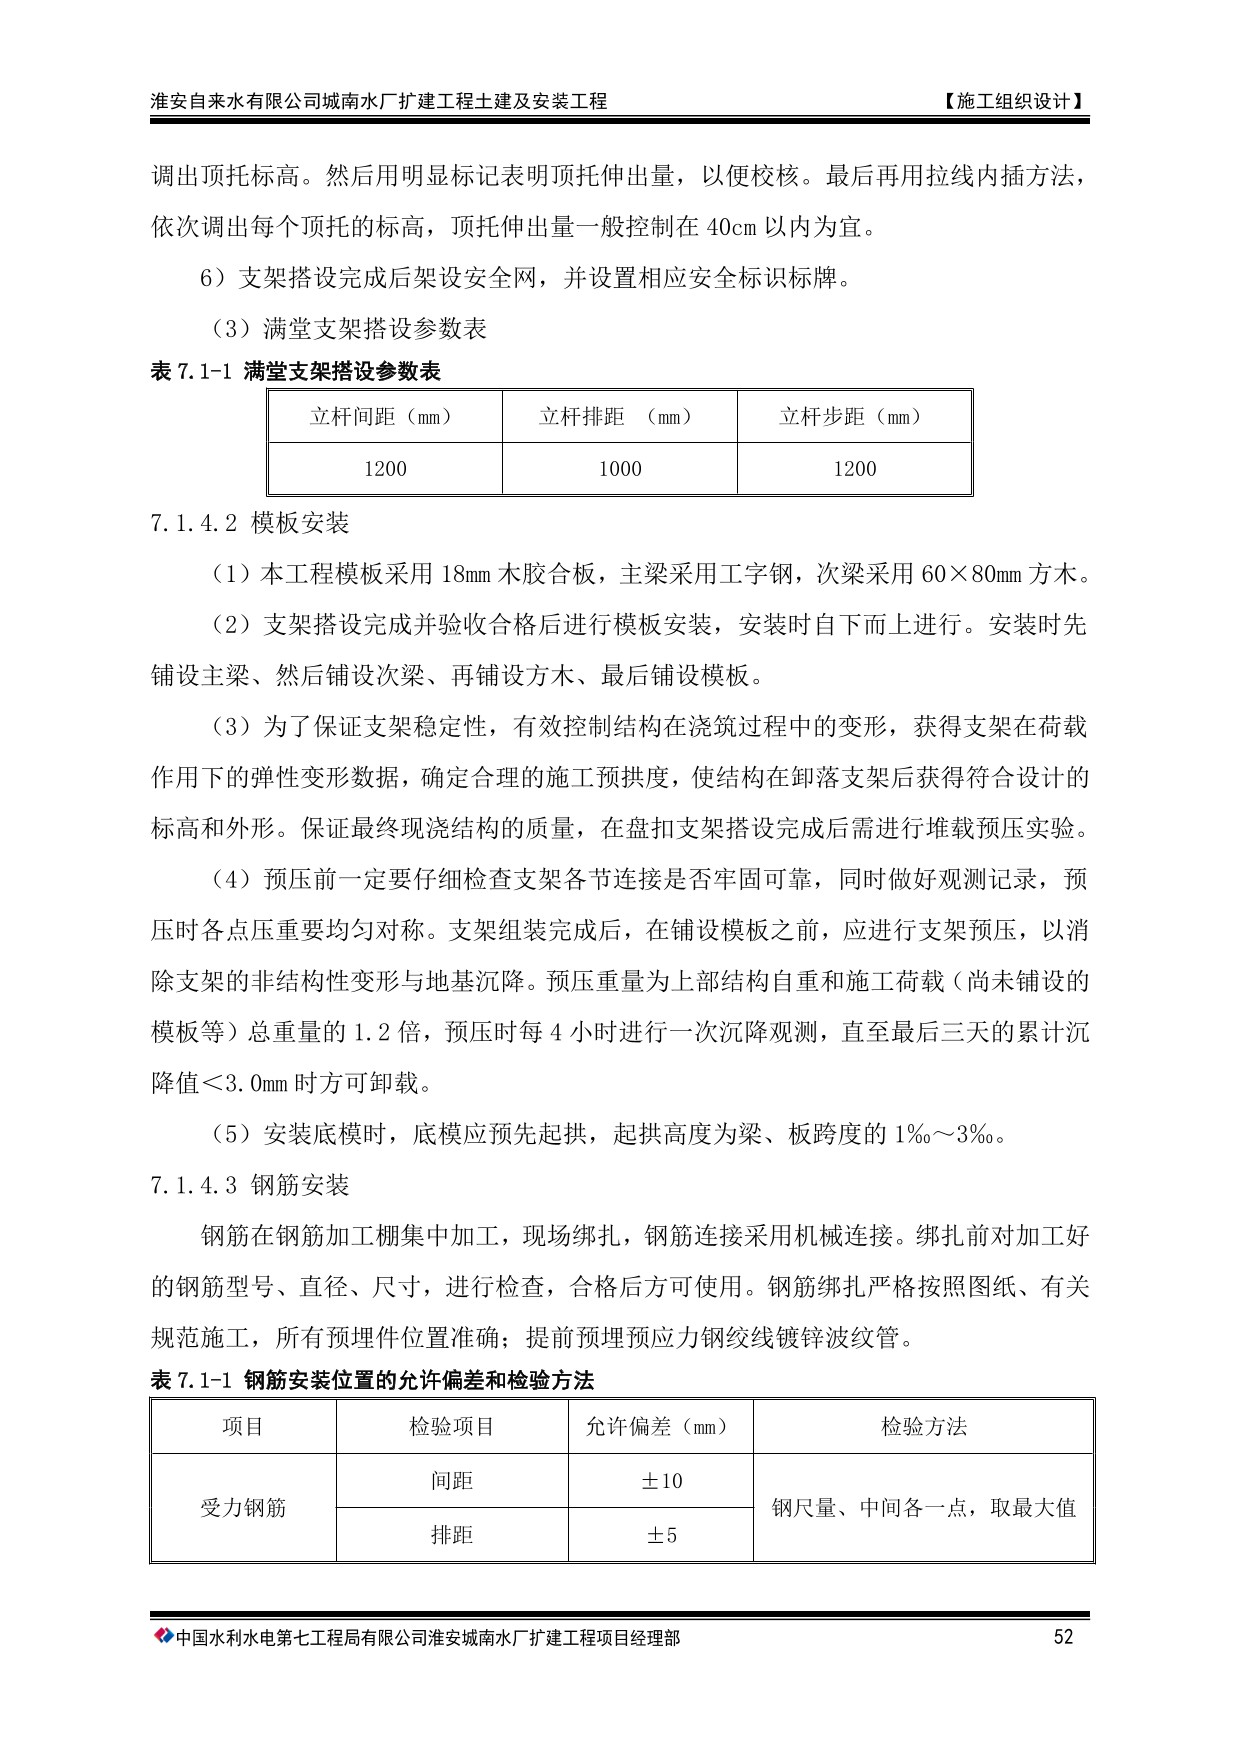 淮安自来水有限公司城南水厂扩建工程土建及安装工程 【施工组织设计】
调出顶托标高。然后用明显标记表明顶托伸出量，以便校核。最后再用拉线内插方法，
依次调出每个顶托的标高，顶托伸出量一般控制在 40cm 以内为宜。
6）支架搭设完成后架设安全网，并设置相应安全标识标牌。
（3）满堂支架搭设参数表
表 7.1-1 满堂支架搭设参数表
立杆间距（mm） 立杆排距 （mm） 立杆步距（mm）
1200 1000 1200
7.1.4.2 模板安装
（1）本工程模板采用 18mm 木胶合板，主梁采用工字钢，次梁采用 60×80mm 方木。
（2）支架搭设完成并验收合格后进行模板安装，安装时自下而上进行。安装时先
铺设主梁、然后铺设次梁、再铺设方木、最后铺设模板。
（3）为了保证支架稳定性，有效控制结构在浇筑过程中的变形，获得支架在荷载
作用下的弹性变形数据，确定合理的施工预拱度，使结构在卸落支架后获得符合设计的
标高和外形。保证最终现浇结构的质量，在盘扣支架搭设完成后需进行堆载预压实验。
（4）预压前一定要仔细检查支架各节连接是否牢固可靠，同时做好观测记录，预
压时各点压重要均匀对称。支架组装完成后，在铺设模板之前，应进行支架预压，以消
除支架的非结构性变形与地基沉降。预压重量为上部结构自重和施工荷载（尚未铺设的
模板等）总重量的 1.2 倍，预压时每 4 小时进行一次沉降观测，直至最后三天的累计沉
降值＜3.0mm 时方可卸载。
（5）安装底模时，底模应预先起拱，起拱高度为梁、板跨度的 1‰～3‰。
7.1.4.3 钢筋安装
钢筋在钢筋加工棚集中加工，现场绑扎，钢筋连接采用机械连接。绑扎前对加工好
的钢筋型号、直径、尺寸，进行检查，合格后方可使用。钢筋绑扎严格按照图纸、有关
规范施工，所有预埋件位置准确；提前预埋预应力钢绞线镀锌波纹管。
表 7.1-1 钢筋安装位置的允许偏差和检验方法
项目 检验项目 允许偏差（mm） 检验方法
受力钢筋 间距 ±10 钢尺量、中间各一点，取最大值
排距 ±5
中国水利水电第七工程局有限公司淮安城南水厂扩建工程项目经理部 52